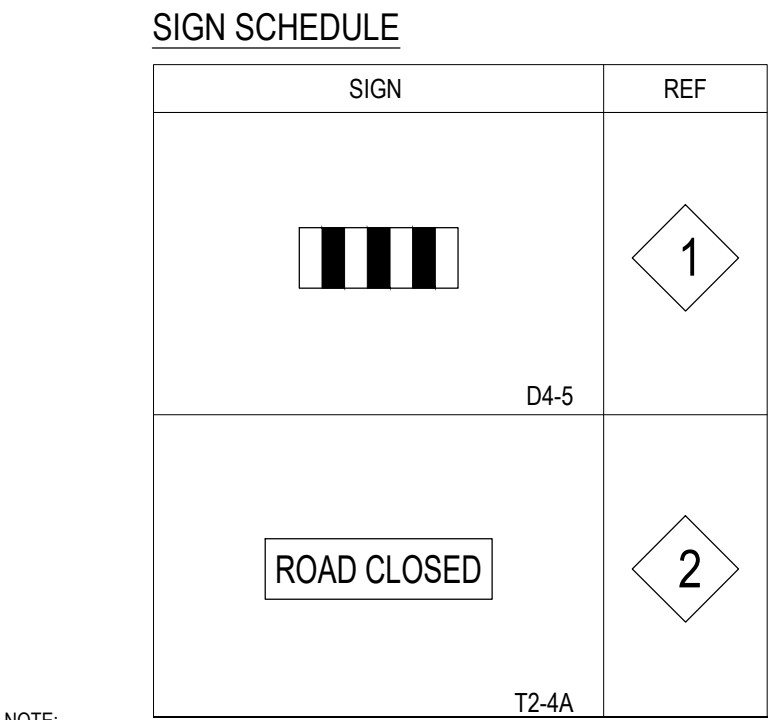 SIGN SCHEDULE
SIGN REF
1
D4-5
ROAD CLOSED 2
T2-4A
NOTE: